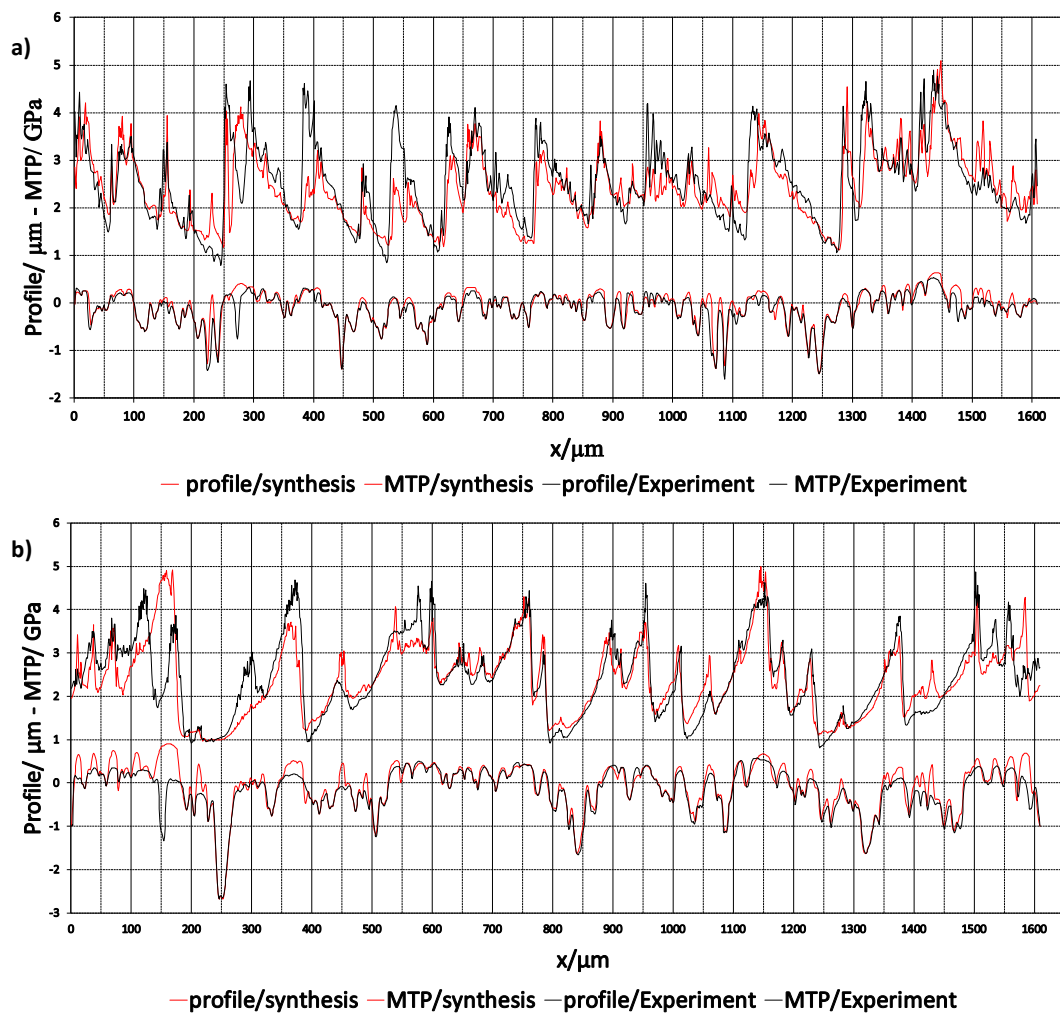 a)
Profile/ μm - MTP/ GPa
6
5
4
3
2
1
0
-1
-2
0 100 200 300 400 500 600 700 800 900 1000 1100 1200 1300 1400 1500 1600
x/μm
profile/synthesis MTP/synthesis profile/Experiment MTP/Experiment
b)
Profile/ μm - MTP/ GPa
6
5
4
3
2
1
0
-1
-2
-3
0 100 200 300 400 500 600 700 800 900 1000 1100 1200 1300 1400 1500 1600
x/μm
profile/synthesis MTP/synthesis profile/Experiment MTP/Experiment